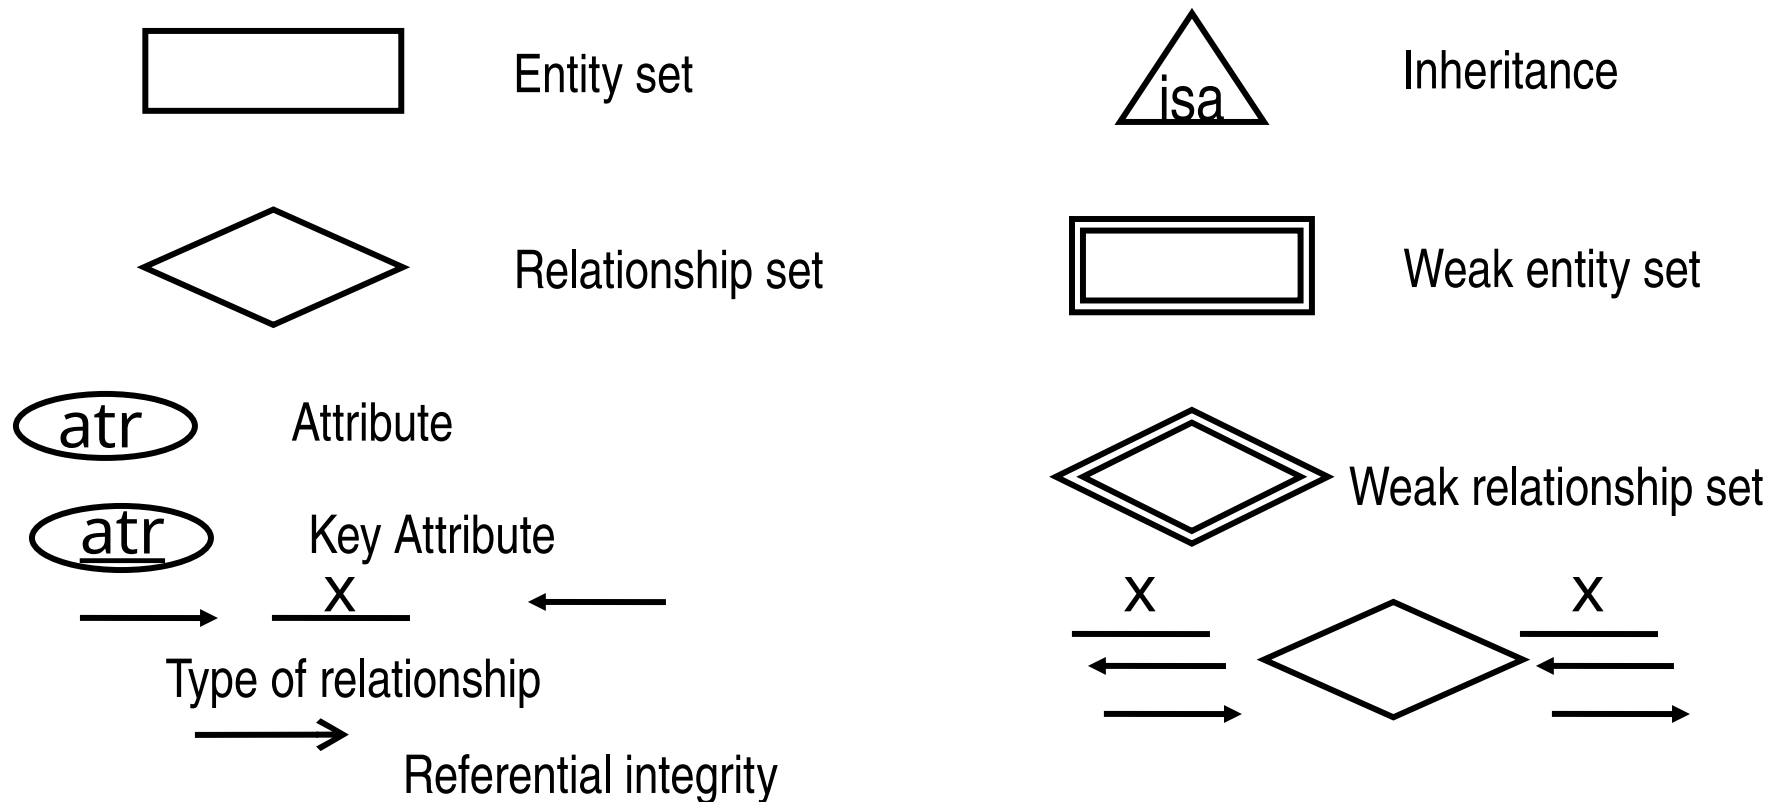 Entity set
isa
Inheritance
Relationship set
Weak entity set
atr
Attribute
Weak relationship set
atr
Key Attribute
x
x
x
Type of relationship
Referential integrity